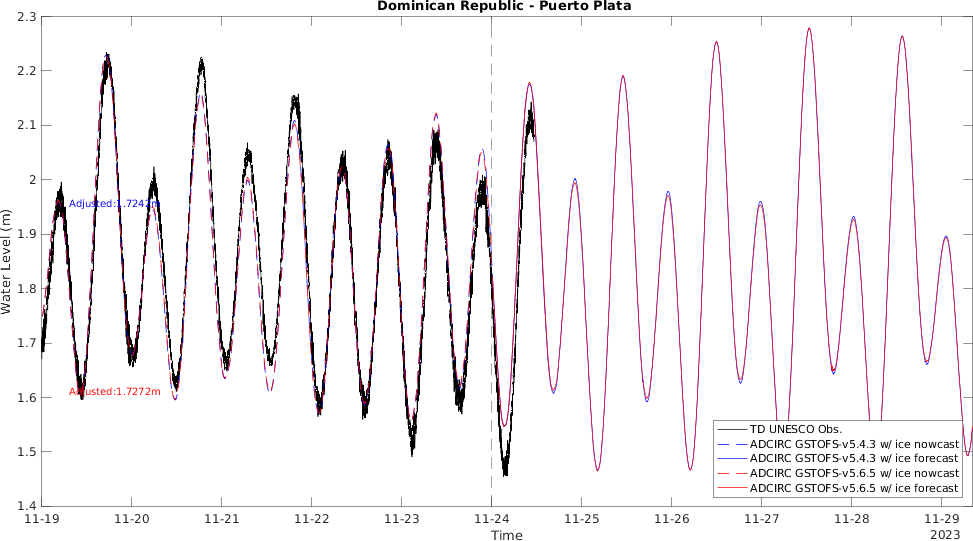 Dominican Republic - Puerto Plata
2.3
2.2
2.1
2
1.9
1.8
1.7
1.6
1.5
1.4
Water Level (m)
Adjusted:1.7247m
Adjusted:1.7272m
TD UNESCO Obs.
ADCIRC GSTOFS-v5.4.3 w/ ice nowcast
ADCIRC GSTOFS-v5.4.3 w/ ice forecast
ADCIRC GSTOFS-v5.6.5 w/ ice nowcast
ADCIRC GSTOFS-v5.6.5 w/ ice forecast
11-19 11-20 11-21 11-22 11-23 11-24 11-25 11-26 11-27 11-28 11-29
Time
2023